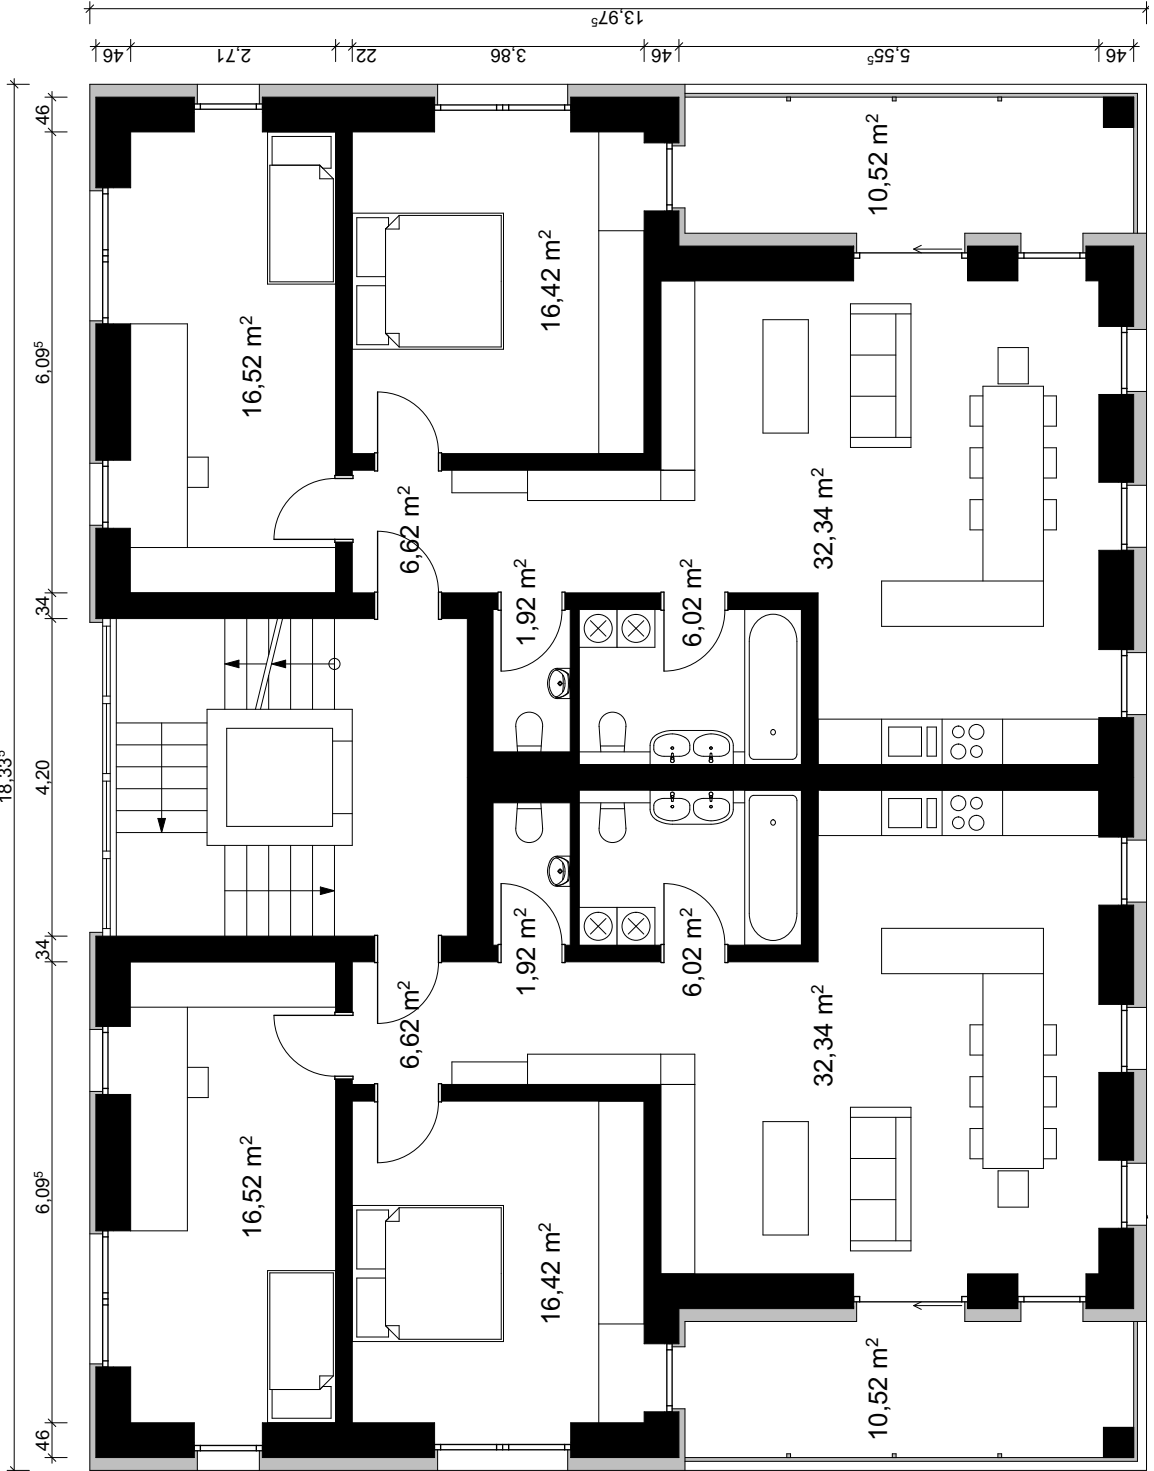 13,97⁵
46
2,71
22
3,86
46
5,55⁵
46
18,33⁵
46
6,09⁵
34
4,20
34
6,09⁵
46
10,52 m²
16,42 m²
16,52 m²
32,34 m²
6,62 m²
1,92 m²
6,02 m²
1,92 m²
6,02 m²
6,62 m²
32,34 m²
16,52 m²
16,42 m²
10,52 m²